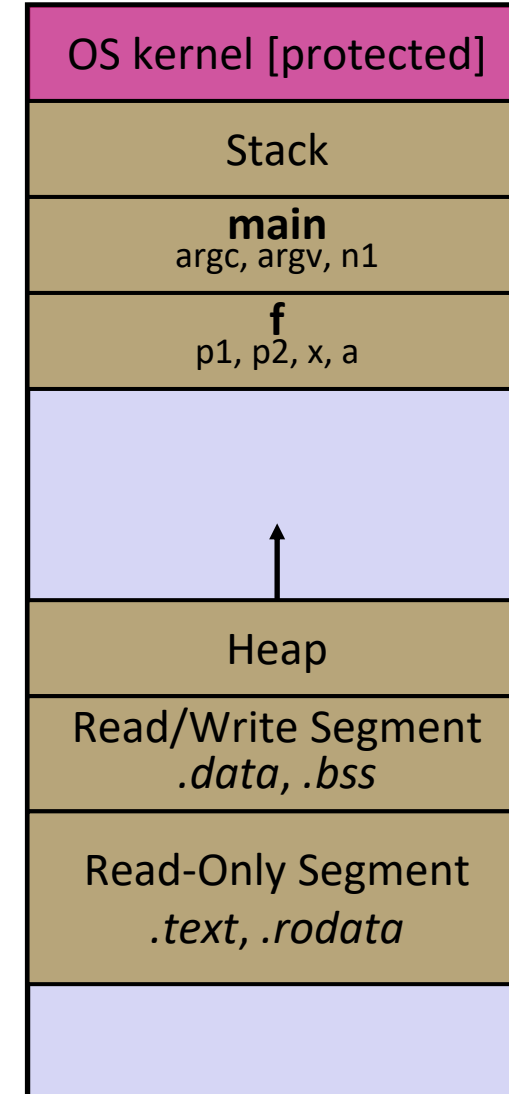 OS kernel [protected]
Stack
main
argc, argv, n1
f
p1, p2, x, a
Heap
Read/Write Segment
.data, .bss
Read-Only Segment
.text, .rodata